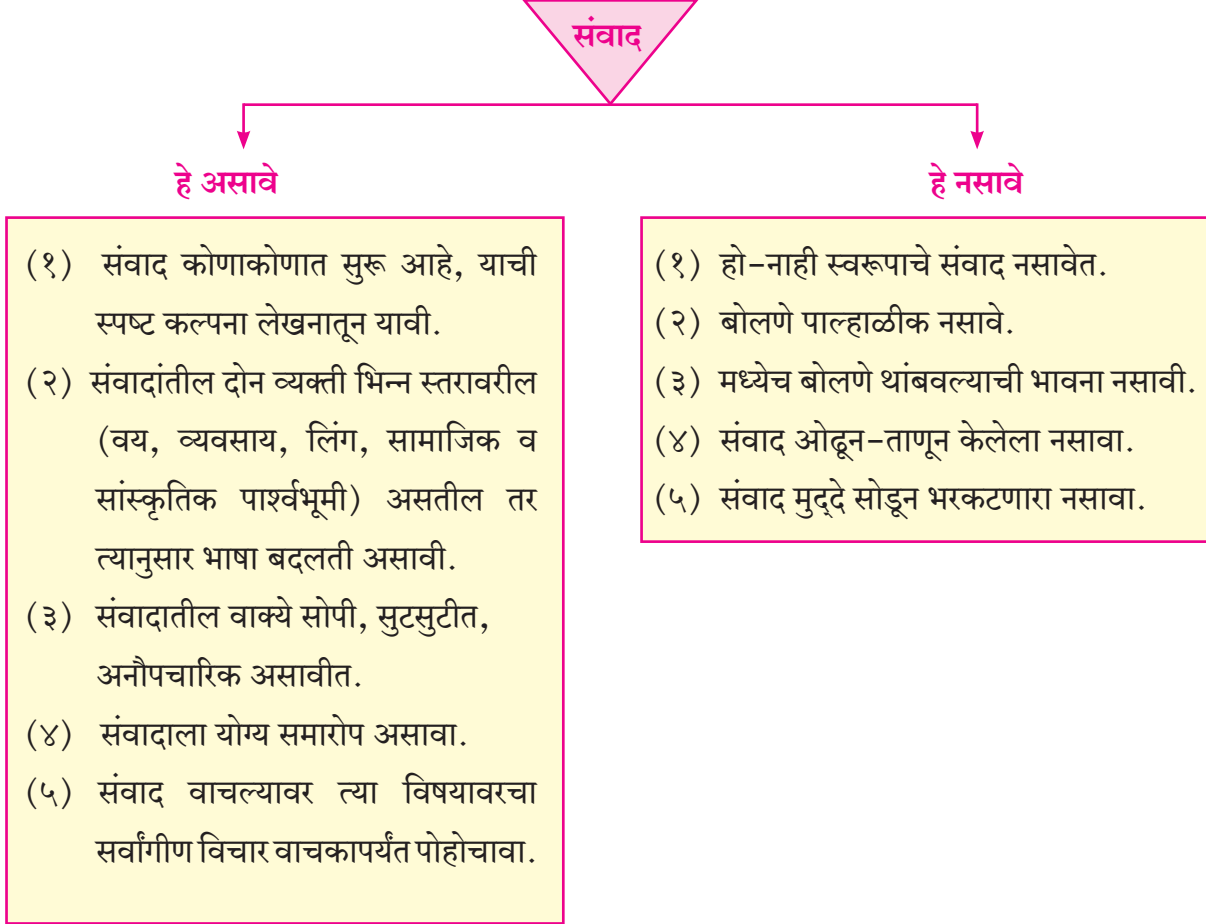 संवाद
हे असावे
(१) संवाद कोणाकोणात सुरू आहे, याची
स्पष्ट कल्पना लेखनातून यावी.
(२) संवादांतील दोन व्यक्ती भिन्न स्तरावरील
(वय, व्यवसाय, लिंग, सामाजिक व
सांस्कृतिक पार्श्वभूमी) असतील तर
त्यानुसार भाषा बदलती असावी.
(३) संवादातील वाक्ये सोपी, सुटसुटीत,
अनौपचारिक असावीत.
(४) संवादाला योग्य समारोप असावा.
(५) संवाद वाचल्यावर त्या विषयावरचा
सर्वांगीण विचार वाचकापर्यंत पोहोचावा.
हे नसावे
(१) हो-नाही स्वरूपाचे संवाद नसावेत.
(२) बोलणे पाल्हाळीक नसावे.
(३) मध्येच बोलणे थांबवल्याची भावना नसावी.
(४) संवाद ओढून-ताणून केलेला नसावा.
(५) संवाद मुद्‌दे सोडून भरकटणारा नसावा.